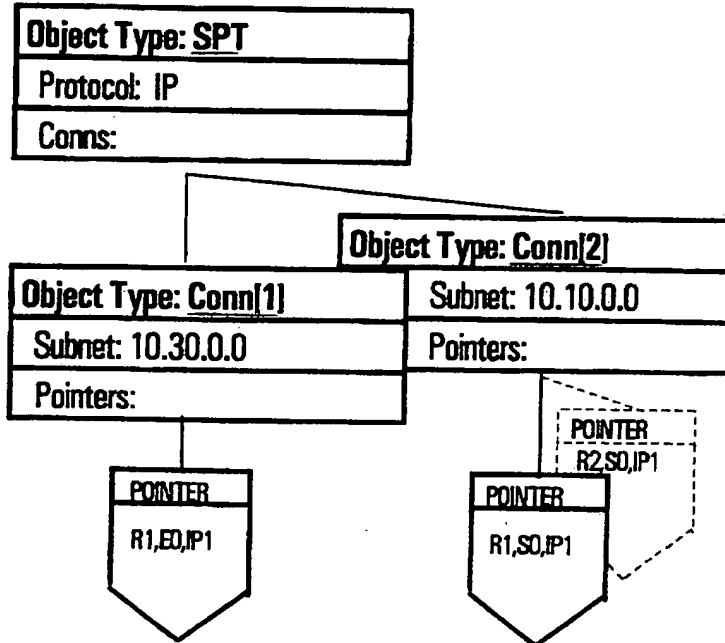 Object Type: SPT
Protocol: IP
Conns:
Object Type: Conn[2]
Subnet: 10.10.0.0
Pointers:
Object Type: Conn[1]
Subnet: 10.30.0.0
Pointers:
POINTER
R1,E0,IP1
POINTER
R1,S0,IP1
POINTER
R2,S0,IP1